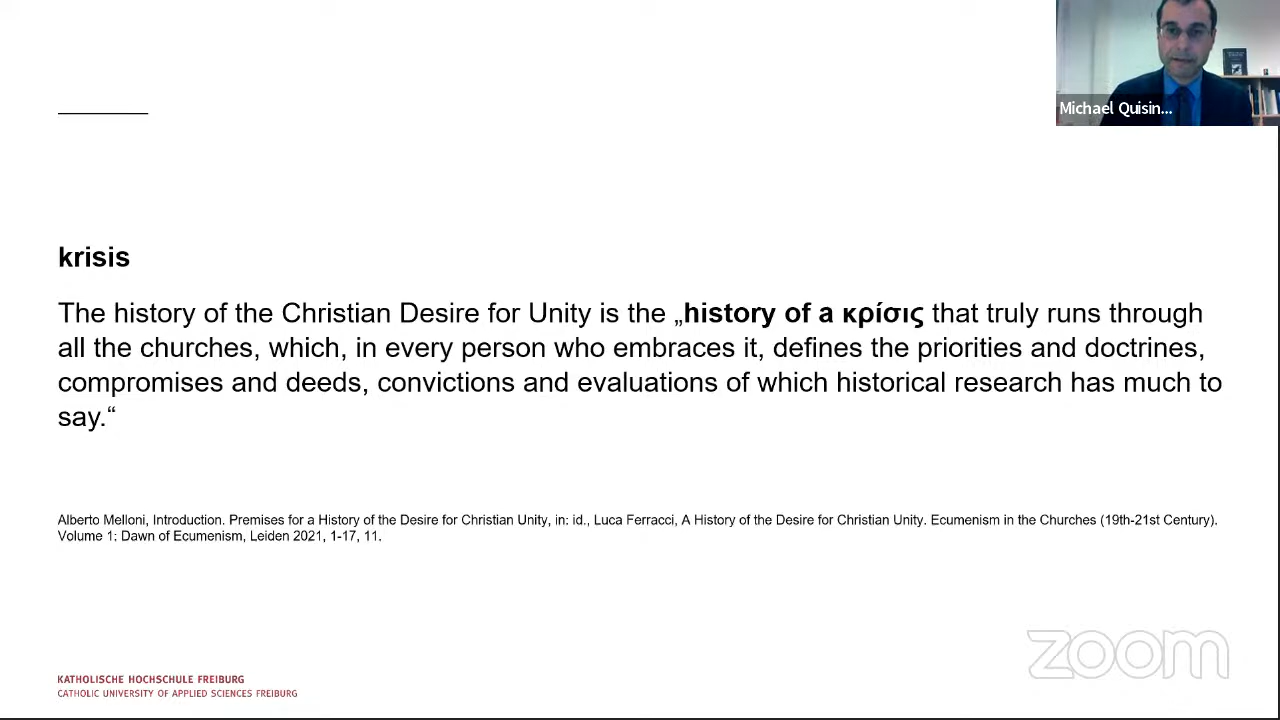 Michael Quisin...
krisis
The history of the Christian Desire for Unity is the „history of a κρίσις that truly runs through
all the churches, which, in every person who embraces it, defines the priorities and doctrines,
compromises and deeds, convictions and evaluations of which historical research has much to
say.“
Alberto Melloni, Introduction. Premises for a History of the Desire for Christian Unity, in: id., Luca Ferracci, A History of the Desire for Christian Unity. Ecumenism in the Churches (19th-21st Century).
Volume 1: Dawn of Ecumenism, Leiden 2021, 1-17, 11.
zoom
KATHOLISCHE HOCHSCHULE FREIBURG
CATHOLIC UNIVERSITY OF APPLIED SCIENCES FREIBURG